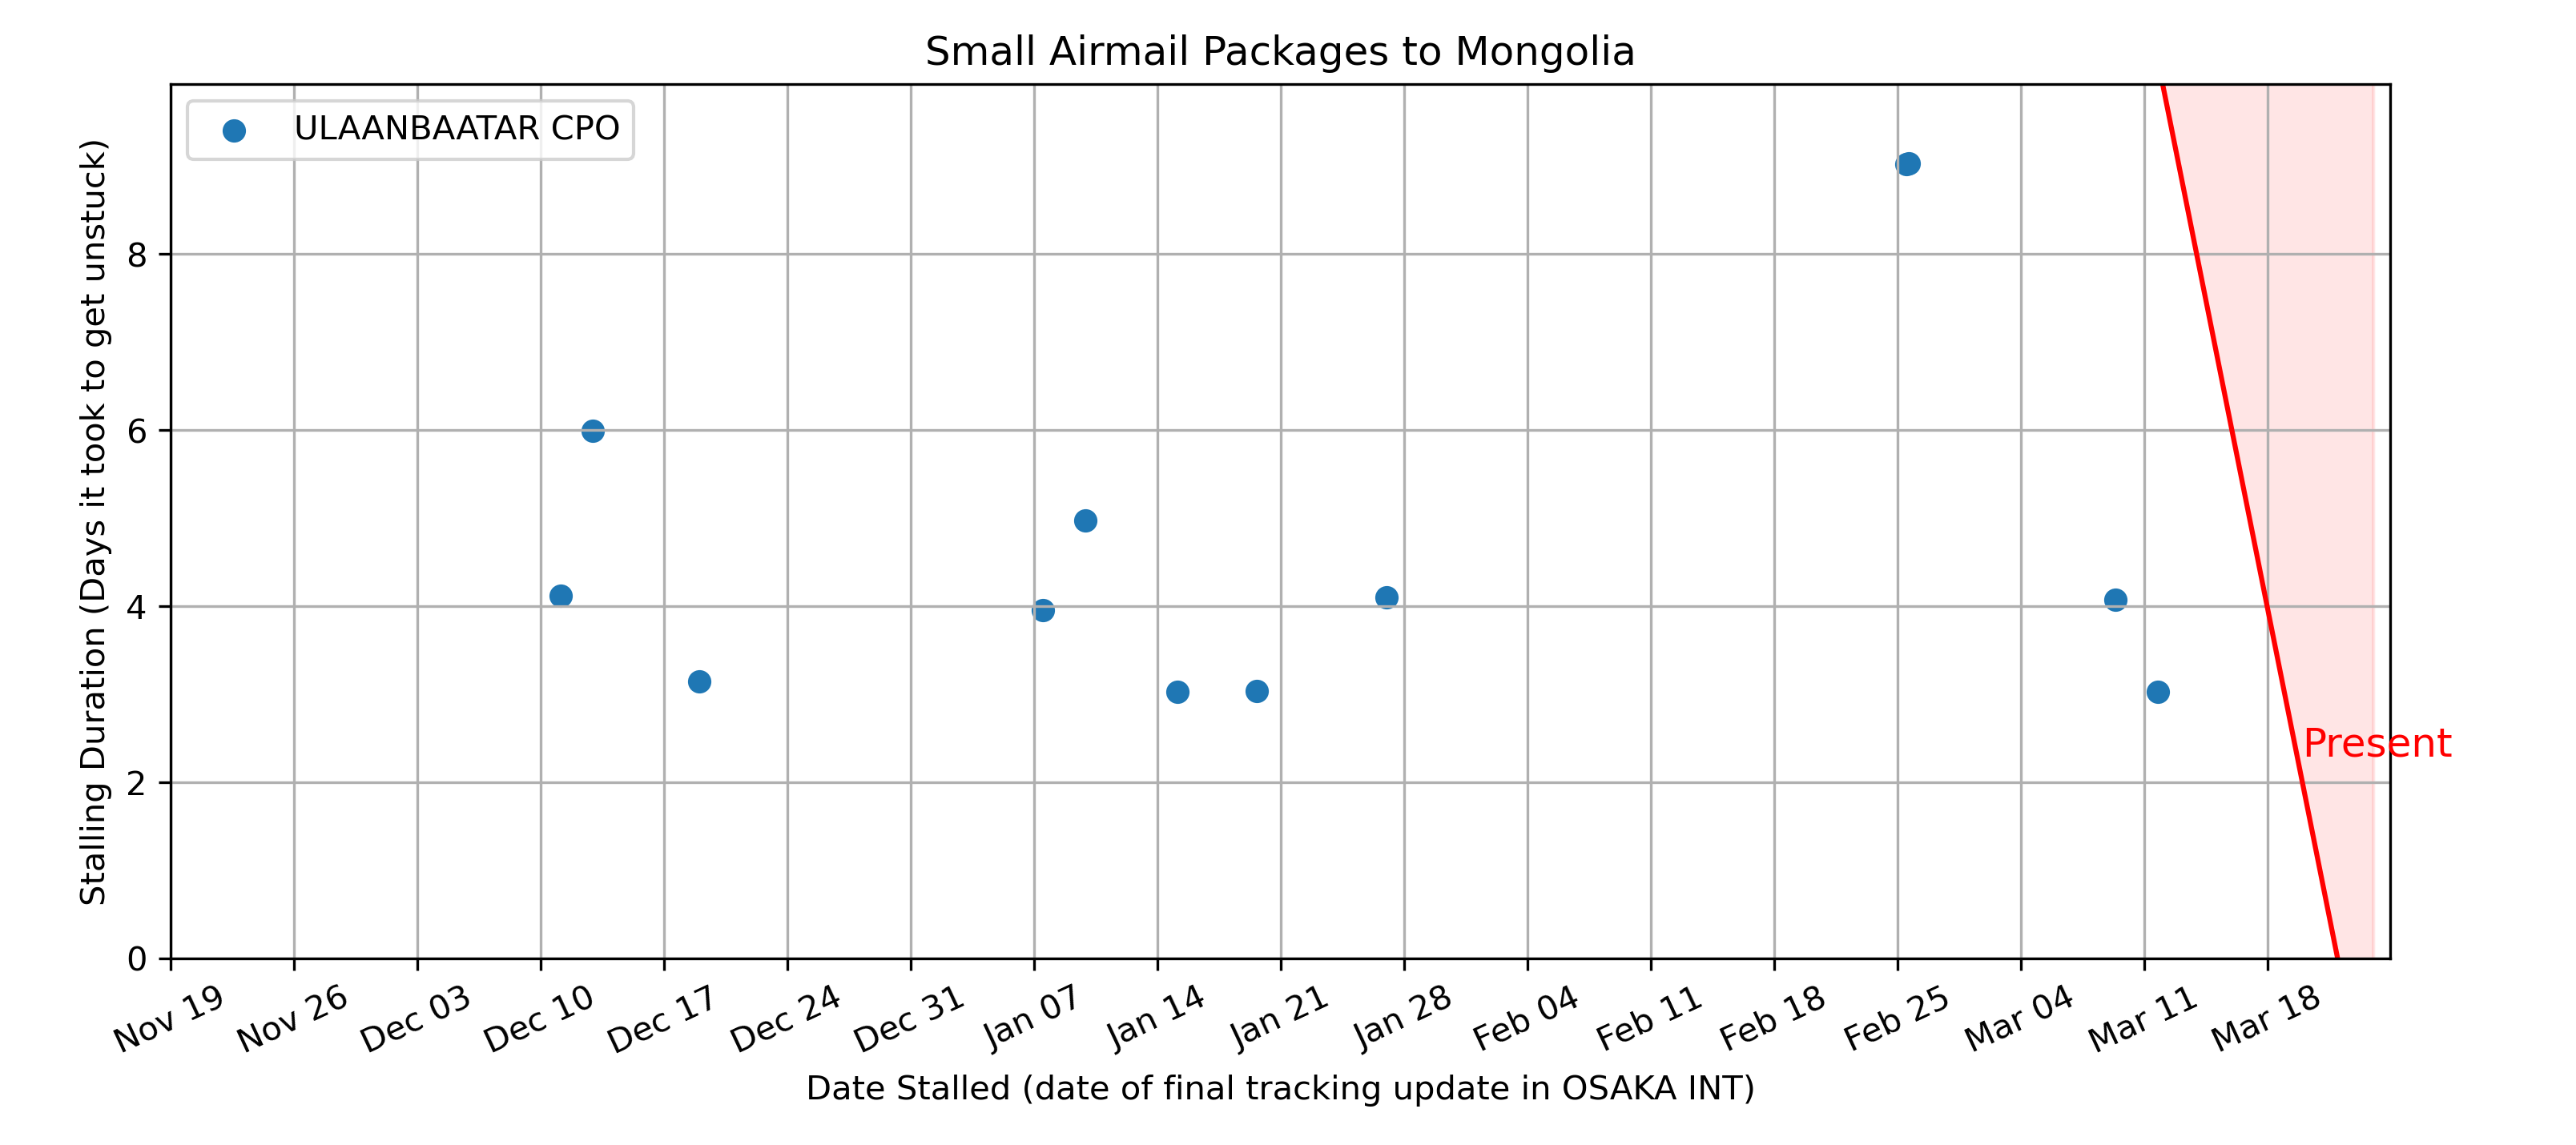 Small Airmail Packages to Mongolia
ULAANBAATAR CPO
Stalling Duration (Days it took to get unstuck)
8
6
4
2
0
Present
Nov 19
Nov 26
Dec 03
Dec 10
Dec 17
Dec 24
Dec 31
Jan 07
Jan 14
Jan 21
Jan 28
Feb 04
Feb 11
Feb 18
Feb 25
Mar 04
Mar 11
Mar 18
Date Stalled (date of final tracking update in OSAKA INT)